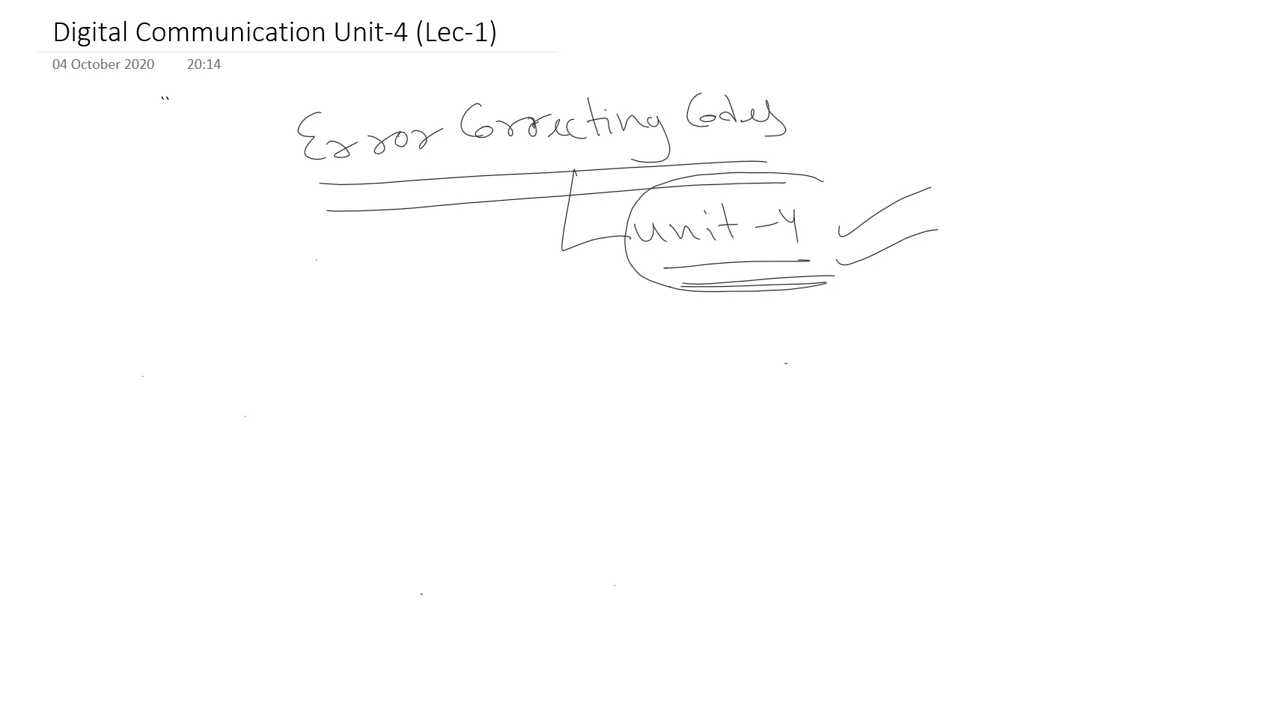 Digital Communication Unit-4 (Lec-1)
04 October 2020 20:14
Error Correcting Codes
unit-4